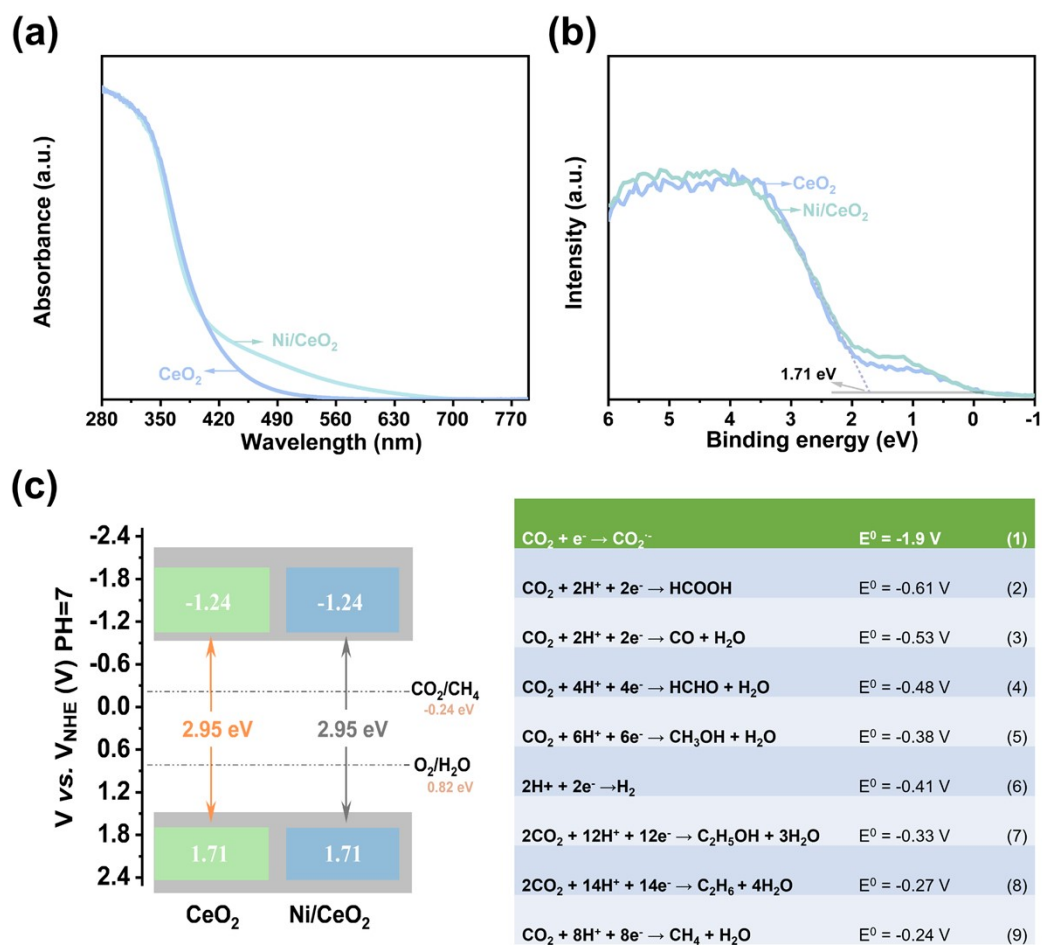 (a)
Absorbance (a.u.)
Ni/CeO₂
CeO₂
280 350 420 490 560 630 700 770
Wavelength (nm)
(b)
Intensity (a.u.)
CeO₂
Ni/CeO₂
1.71 eV
6 5 4 3 2 1 0 -1
Binding energy (eV)
(c)
V vs. V_NHE (V) PH=7
-2.4
-1.8
-1.2
-0.6
0.0
0.6
1.2
1.8
2.4
-1.24 -1.24
CO₂/CH₄
-0.24 eV
2.95 eV 2.95 eV
O₂/H₂O
0.82 eV
1.71 1.71
CeO₂ Ni/CeO₂
CO₂ + e⁻ → CO₂·⁻ E⁰ = -1.9 V (1)
CO₂ + 2H⁺ + 2e⁻ → HCOOH E⁰ = -0.61 V (2)
CO₂ + 2H⁺ + 2e⁻ → CO + H₂O E⁰ = -0.53 V (3)
CO₂ + 4H⁺ + 4e⁻ → HCHO + H₂O E⁰ = -0.48 V (4)
CO₂ + 6H⁺ + 6e⁻ → CH₃OH + H₂O E⁰ = -0.38 V (5)
2H+ + 2e⁻ →H₂ E⁰ = -0.41 V (6)
2CO₂ + 12H⁺ + 12e⁻ → C₂H₅OH + 3H₂O E⁰ = -0.33 V (7)
2CO₂ + 14H⁺ + 14e⁻ → C₂H₆ + 4H₂O E⁰ = -0.27 V (8)
CO₂ + 8H⁺ + 8e⁻ → CH₄ + H₂O E⁰ = -0.24 V (9)